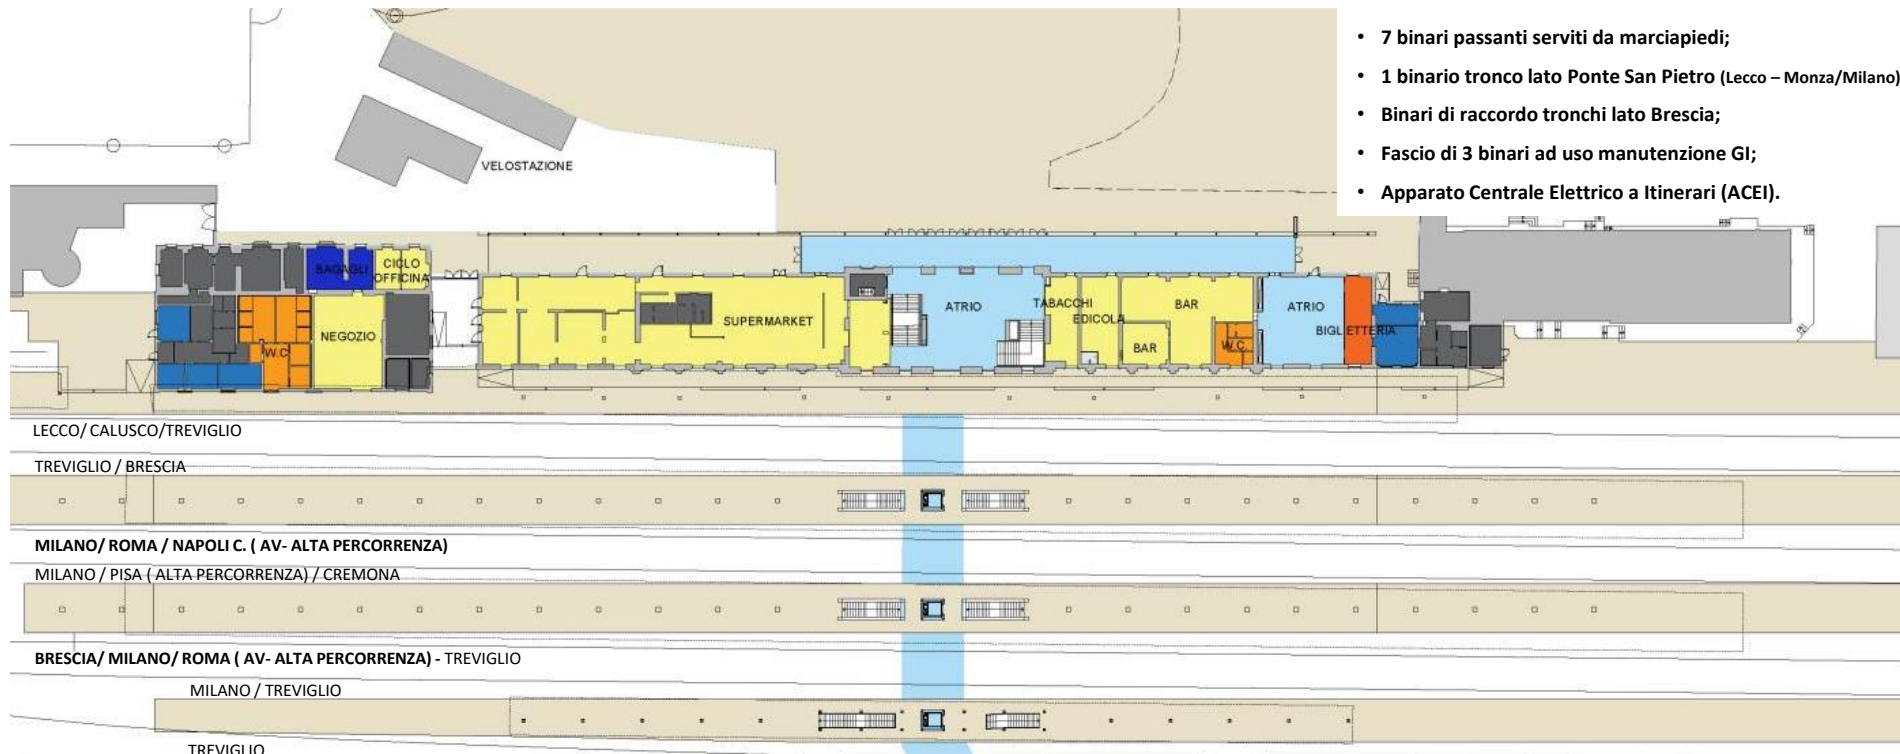 • 7 binari passanti serviti da marciapiedi;
• 1 binario tronco lato Ponte San Pietro (Lecco – Monza/Milano)
• Binari di raccordo tronchi lato Brescia;
• Fascio di 3 binari ad uso manutenzione GI;
• Apparato Centrale Elettrico a Itinerari (ACEI).
VELOSTAZIONE
BAGAGLI
CICLO
OFFICINA
NEGOZIO
W.C.
SUPERMARKET
ATRIO
TABACCHI
EDICOLA
BAR
BAR
W.C.
ATRIO
BIGLIETTERIA
LECCO/ CALUSCO/TREVIGLIO
TREVIGLIO / BRESCIA
MILANO/ ROMA / NAPOLI C. ( AV- ALTA PERCORRENZA)
MILANO / PISA ( ALTA PERCORRENZA) / CREMONA
BRESCIA/ MILANO/ ROMA ( AV- ALTA PERCORRENZA) - TREVIGLIO
MILANO / TREVIGLIO
TREVIGLIO